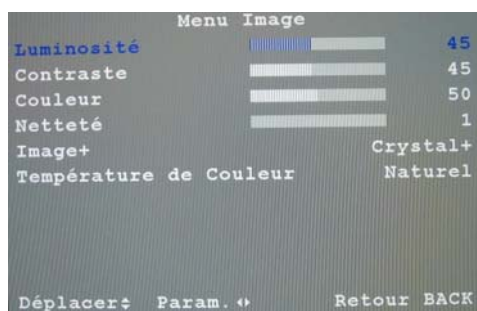 Menu Image
Luminosité 45
Contraste 45
Couleur 50
Netteté 1
Image+ Crystal+
Température de Couleur Naturel
Déplacer Param. Retour BACK